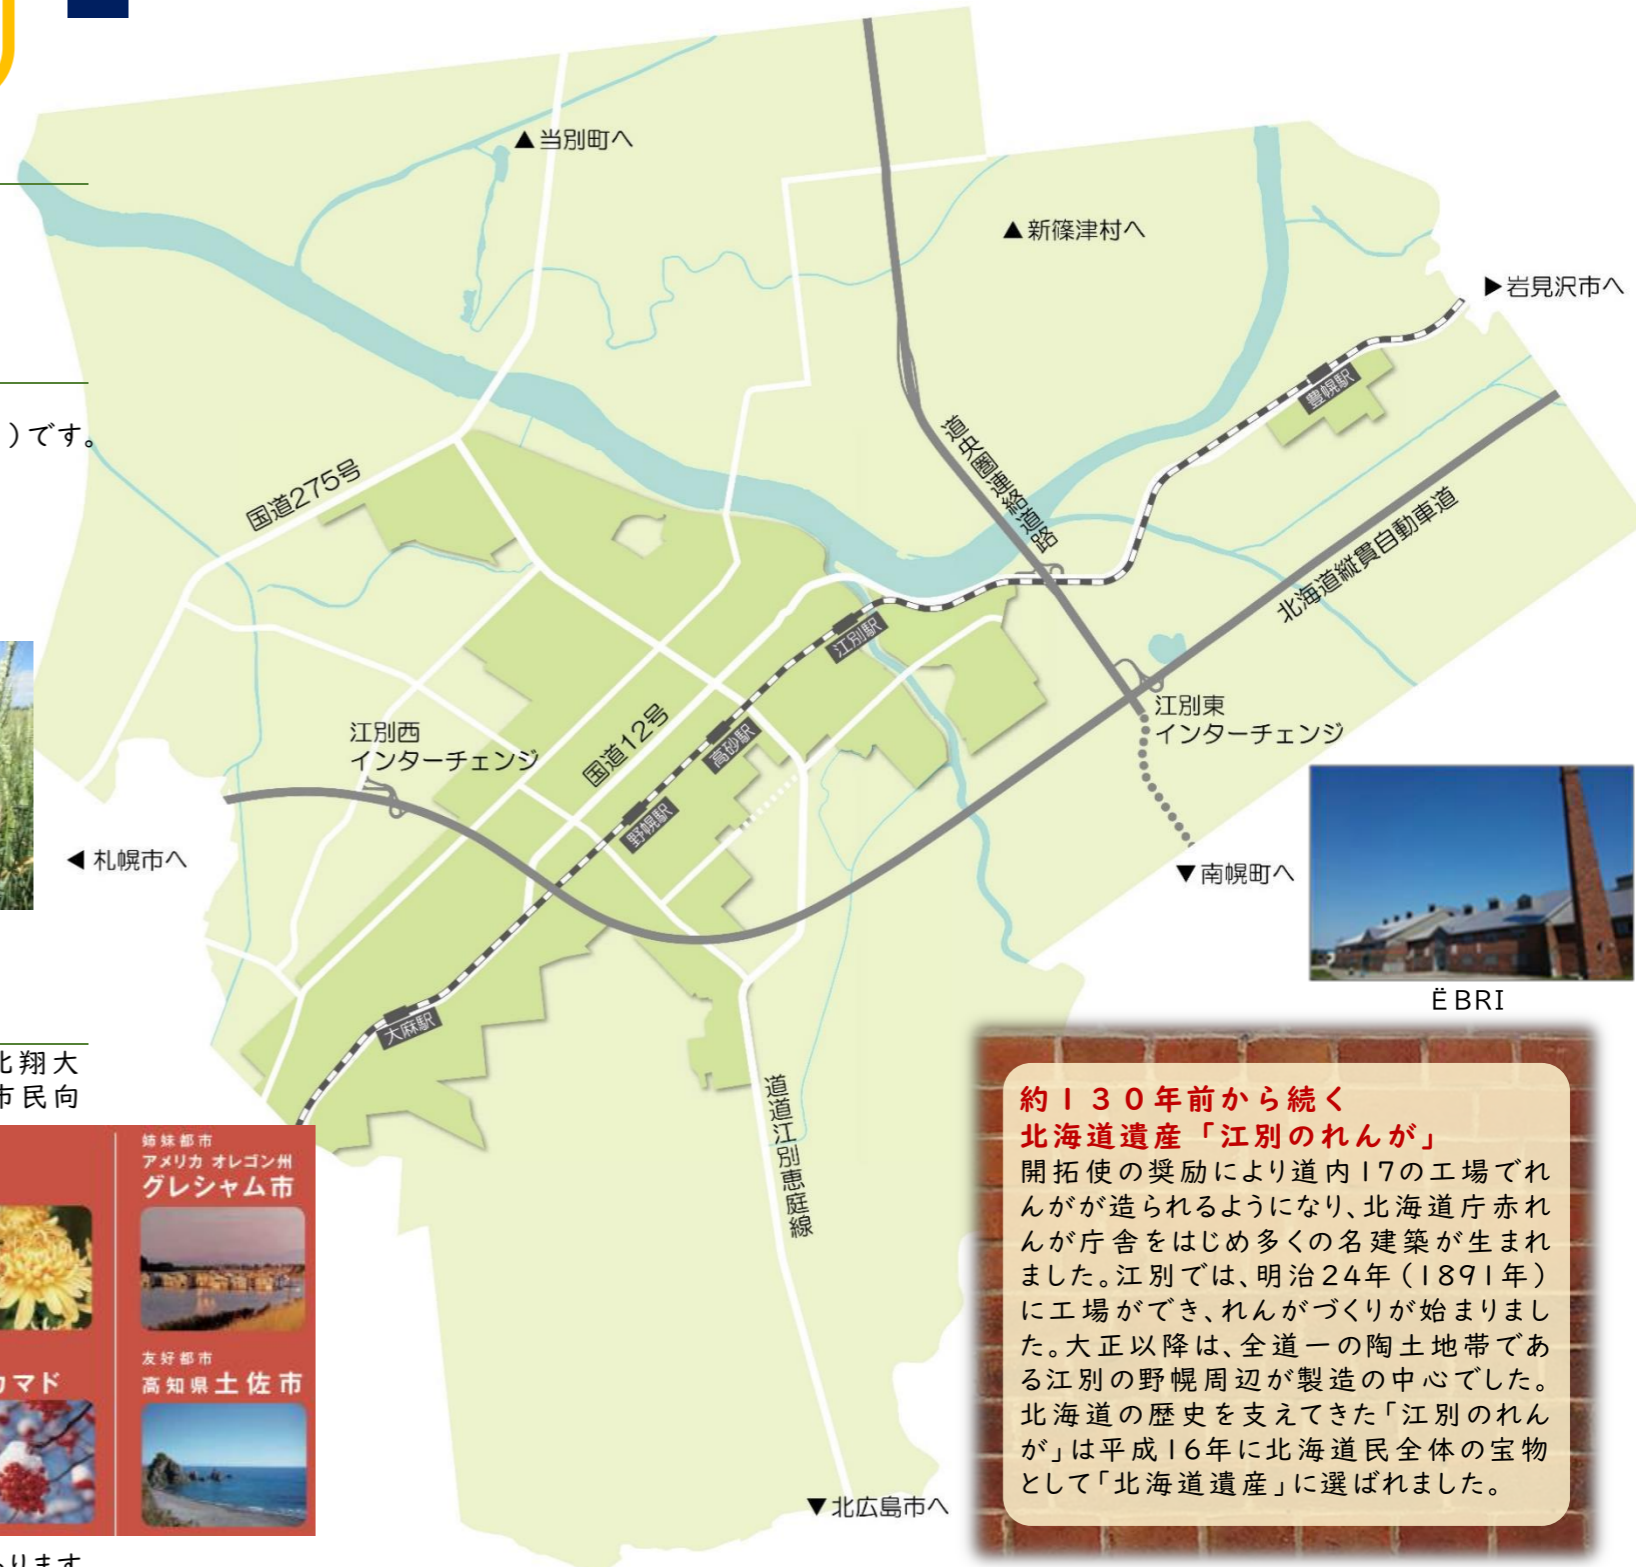 ▲当別町へ
▲新篠津村へ
▶岩見沢市へ
豊幌駅
)です。
国道275号
道央圏連絡道路
北海道縦貫自動車道
江別駅
江別西
インターチェンジ
国道12号
高砂駅
野幌駅
江別東
インターチェンジ
◀札幌市へ
▼南幌町へ
ËBRI
大麻駅
北翔大
市民向
道道江別恵庭線
姉妹都市
アメリカ オレゴン州
グレシャム市
カマド
友好都市
高知県土佐市
▼北広島市へ
ります
約130年前から続く
北海道遺産「江別のれんが」
開拓使の奨励により道内17の工場でれ
んがが造られるようになり、北海道庁赤れ
んが庁舎をはじめ多くの名建築が生まれ
ました。江別では、明治24年(1891年)
に工場ができ、れんがづくりが始まりまし
た。大正以降は、全道一の陶土地帯であ
る江別の野幌周辺が製造の中心でした。
北海道の歴史を支えてきた「江別のれん
が」は平成16年に北海道民全体の宝物
として「北海道遺産」に選ばれました。